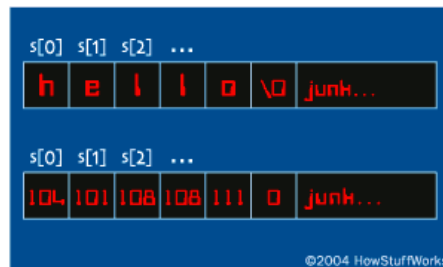 s[0] s[1] s[2] ...
h e l l o \0 junk...
s[0] s[1] s[2] ...
104 101 108 108 111 0 junk...
©2004 HowStuffWorks